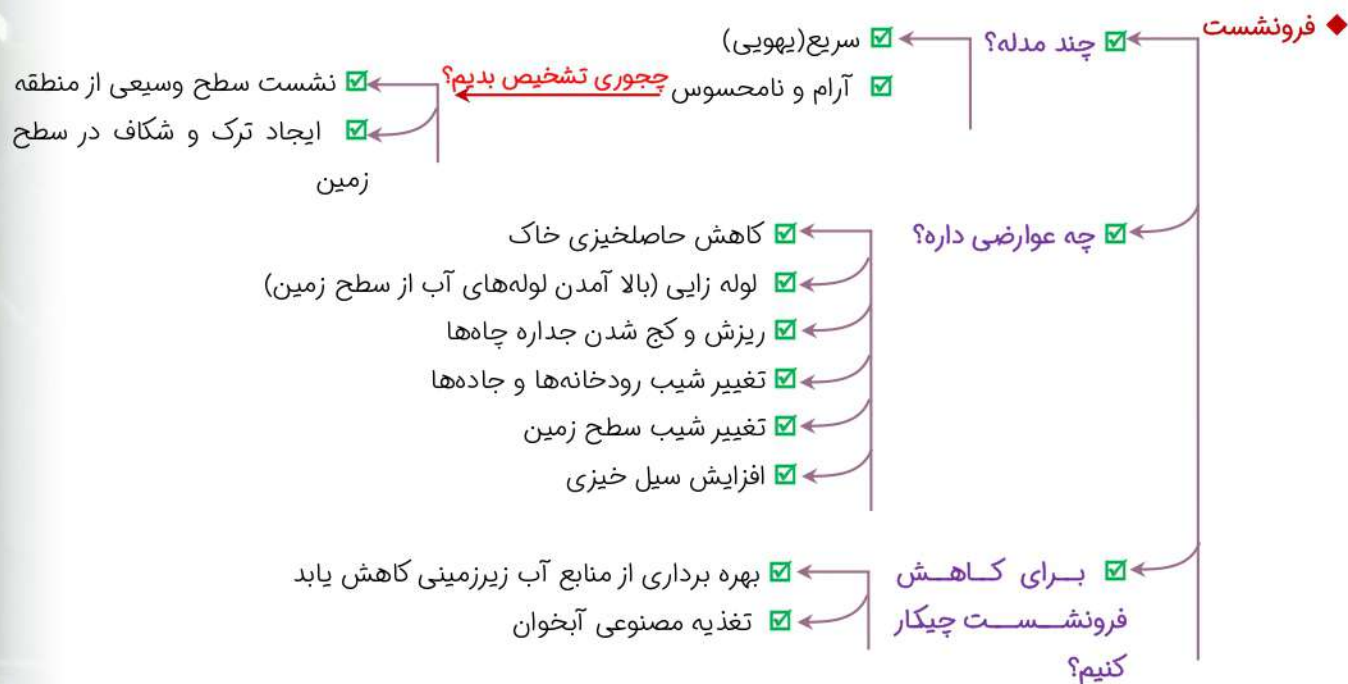 فرونشست
چند مدله؟
سریع(یهویی)
آرام و نامحسوس
چجوری تشخیص بدیم؟
نشست سطح وسیعی از منطقه
ایجاد ترک و شکاف در سطح
زمین
چه عوارضی داره؟
کاهش حاصلخیزی خاک
لوله زایی (بالا آمدن لوله‌های آب از سطح زمین)
ریزش و کج شدن جداره چاه‌ها
تغییر شیب رودخانه‌ها و جاده‌ها
تغییر شیب سطح زمین
افزایش سیل خیزی
بــرای کــاهــش
فرونشـــســـت چیکار
کنیم؟
بهره برداری از منابع آب زیرزمینی کاهش یابد
تغذیه مصنوعی آبخوان